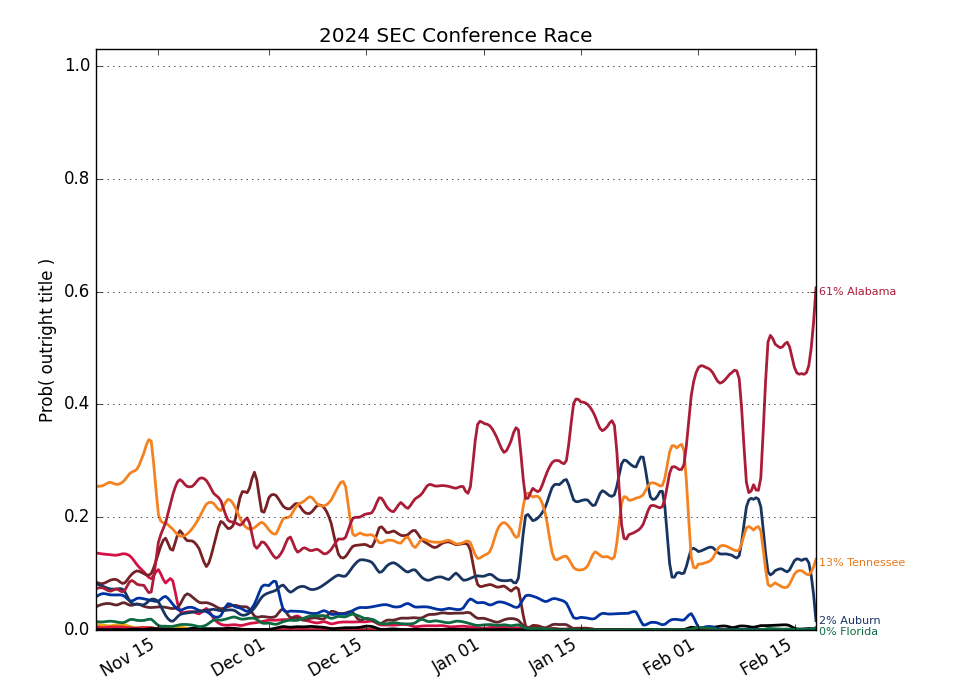 2024 SEC Conference Race
Prob( outright title )
1.0
0.8
0.6
0.4
0.2
0.0
61% Alabama
13% Tennessee
2% Auburn
0% Florida
Nov 15
Dec 01
Dec 15
Jan 01
Jan 15
Feb 01
Feb 15